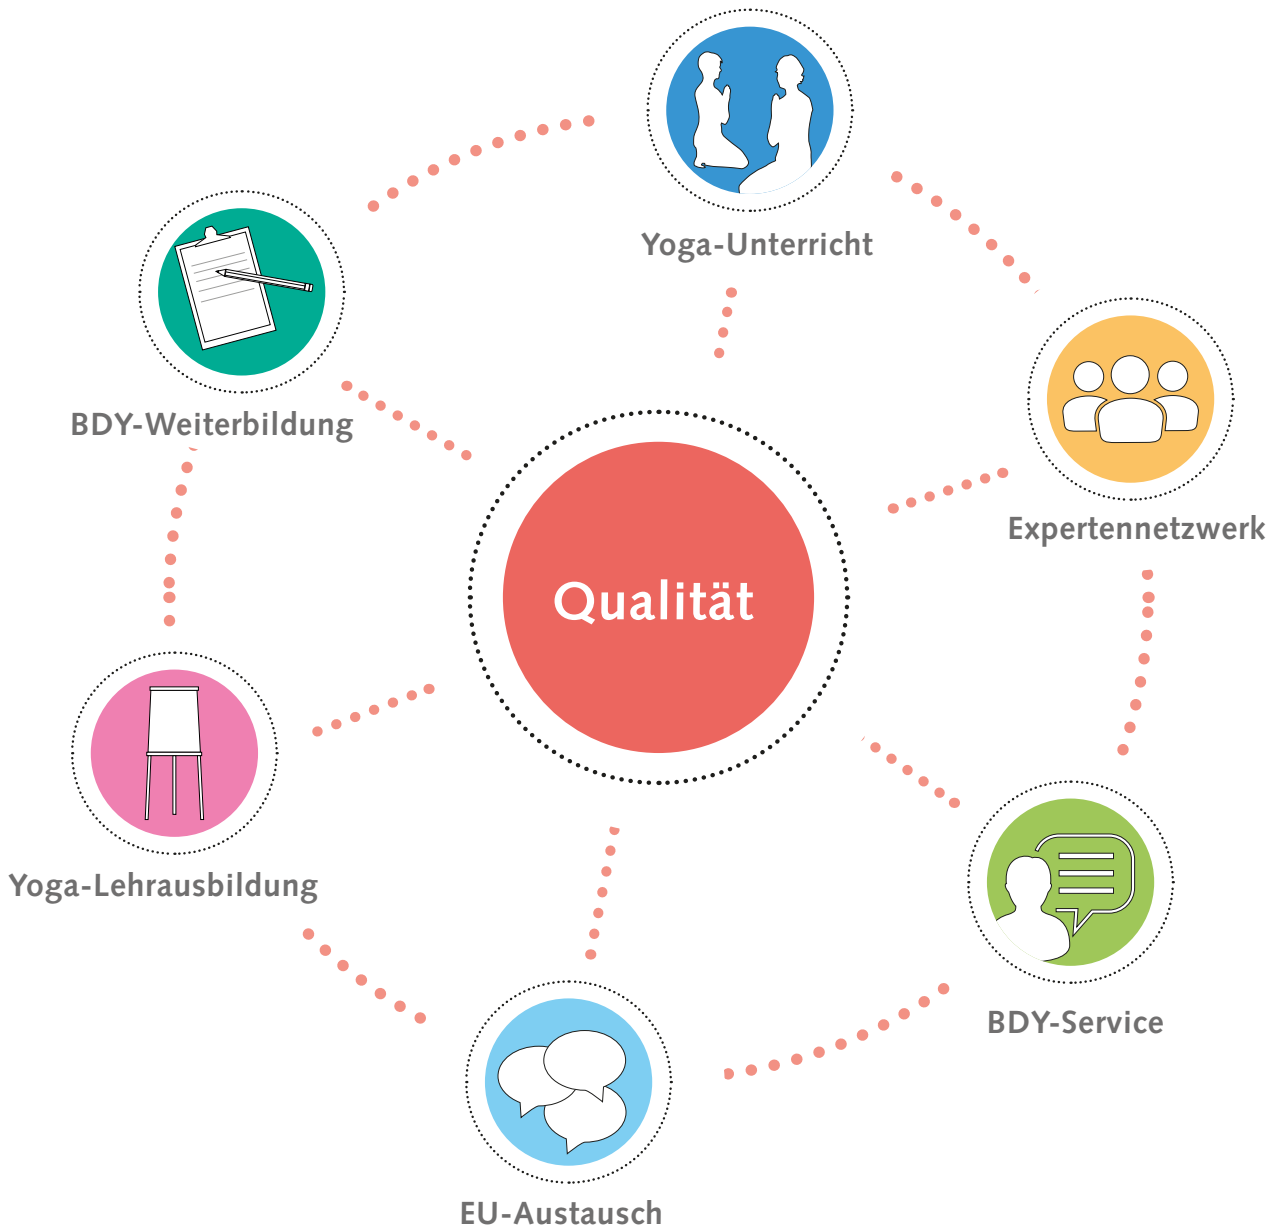 Yoga-Unterricht
BDY-Weiterbildung
Expertennetzwerk
Qualität
Yoga-Lehrausbildung
BDY-Service
EU-Austausch